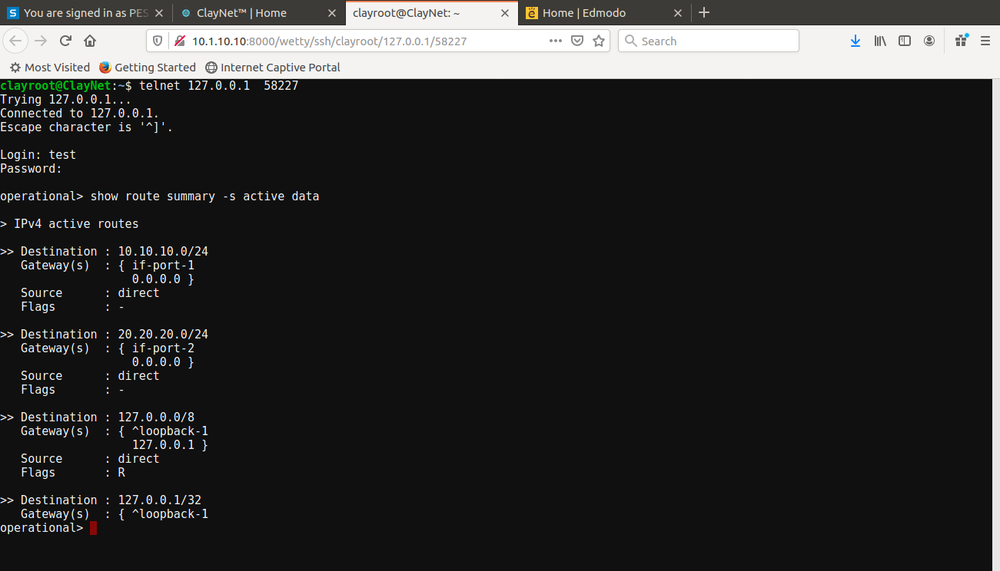 You are signed in as PES
ClayNet™ | Home
clayroot@ClayNet: ~
Home | Edmodo
10.1.10.10:8000/wetty/ssh/clayroot/127.0.0.1/58227
Search
Most Visited
Getting Started
Internet Captive Portal
clayroot@ClayNet:~$ telnet 127.0.0.1  58227
Trying 127.0.0.1...
Connected to 127.0.0.1.
Escape character is '^]'.
Login: test
Password:
operational> show route summary -s active data
> IPv4 active routes
>> Destination : 10.10.10.0/24
Gateway(s)  : { if-port-1
0.0.0.0 }
Source      : direct
Flags       : -
>> Destination : 20.20.20.0/24
Gateway(s)  : { if-port-2
0.0.0.0 }
Source      : direct
Flags       : -
>> Destination : 127.0.0.0/8
Gateway(s)  : { ^loopback-1
127.0.0.1 }
Source      : direct
Flags       : R
>> Destination : 127.0.0.1/32
Gateway(s)  : { ^loopback-1
operational>